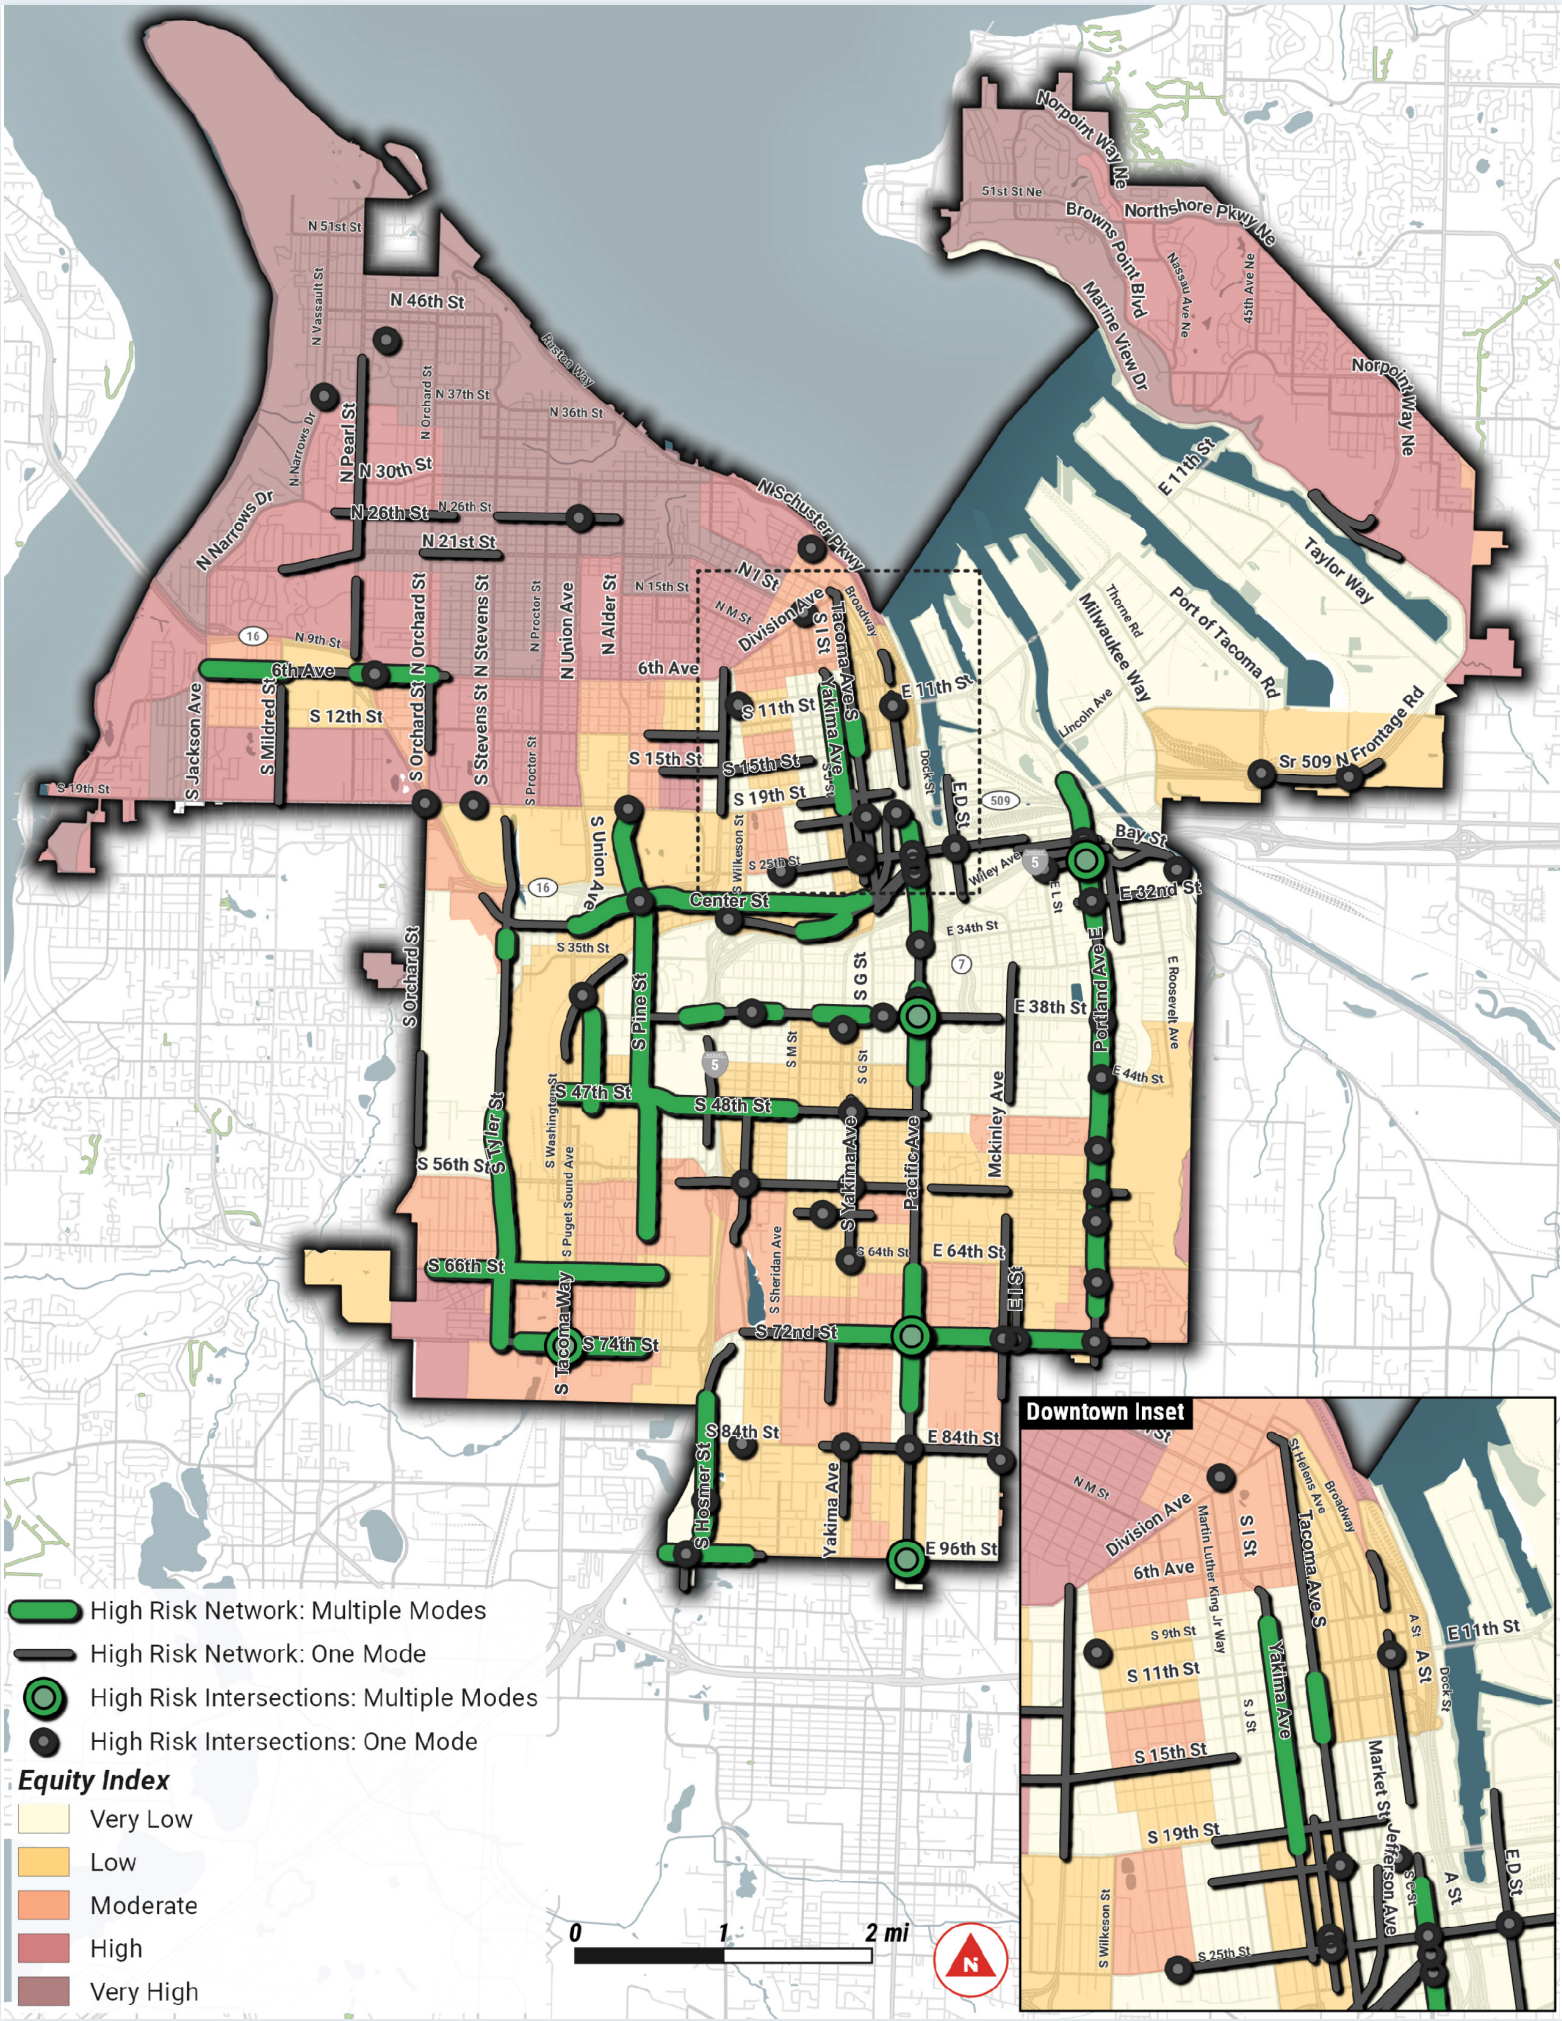 Norpoint Way Ne
51st St Ne
Browns Point Blvd
Northshore Pkwy Ne
N 51st St
Nassau Ave Ne
45th Ave Ne
N Vassault St
N 46th St
Marine View Dr
Ruston Way
Norpoint Way Ne
N Orchard St
N 37th St
N 36th St
N Narrows Dr
N Pearl St
N 30th St
E 11th St
N Schuster Pkwy
N Narrows Dr
N 26th St
N 26th St
N 21st St
Taylor Way
N I St
N 15th St
N M St
Division Ave
Broadway
Thorne Rd
Milwaukee Way
Port of Tacoma Rd
N Orchard St
N Stevens St
N Proctor St
N Union Ave
N Alder St
S I St
Tacoma Ave S
16
N 9th St
6th Ave
6th Ave
E 11th St
S Jackson Ave
S Mildred St
S 12th St
S Orchard St
S Stevens St
S Proctor St
S 11th St
Yakima Ave
Lincoln Ave
Sr 509 N Frontage Rd
S 15th St
S 15th St
S J St
Dock St
S 19th St
S 19th St
E D St
509
S Union Ave
S Wilkeson St
Bay St
S 25th St
Wiley Ave
5
16
E L St
E 32nd St
Center St
S Orchard St
S 35th St
E 34th St
7
S G St
S Pine St
Portland Ave E
E Roosevelt Ave
E 38th St
S M St
S G St
5
E 44th St
S Washington St
S 47th St
S 48th St
Mckinley Ave
S Tyler St
S 56th St
S Puget Sound Ave
S Yakima Ave
Pacific Ave
S Sheridan Ave
S 64th St
E 64th St
S 66th St
E I St
S Tacoma Way
S 74th St
S 72nd St
S Hosmer St
S 84th St
E 84th St
Yakima Ave
E 96th St
High Risk Network: Multiple Modes
High Risk Network: One Mode
High Risk Intersections: Multiple Modes
High Risk Intersections: One Mode
Equity Index
Very Low
Low
Moderate
High
Very High
0
1
2 mi
N
Downtown Inset
St
N M St
Division Ave
St Helens Ave
Broadway
Martin Luther King Jr Way
S I St
Tacoma Ave S
6th Ave
S 9th St
S 11th St
A St
A St
E 11th St
Dock St
Yakima Ave
S J St
S 15th St
Market St
S 19th St
Jefferson Ave
S C St
A St
E D St
S Wilkeson St
S 25th St